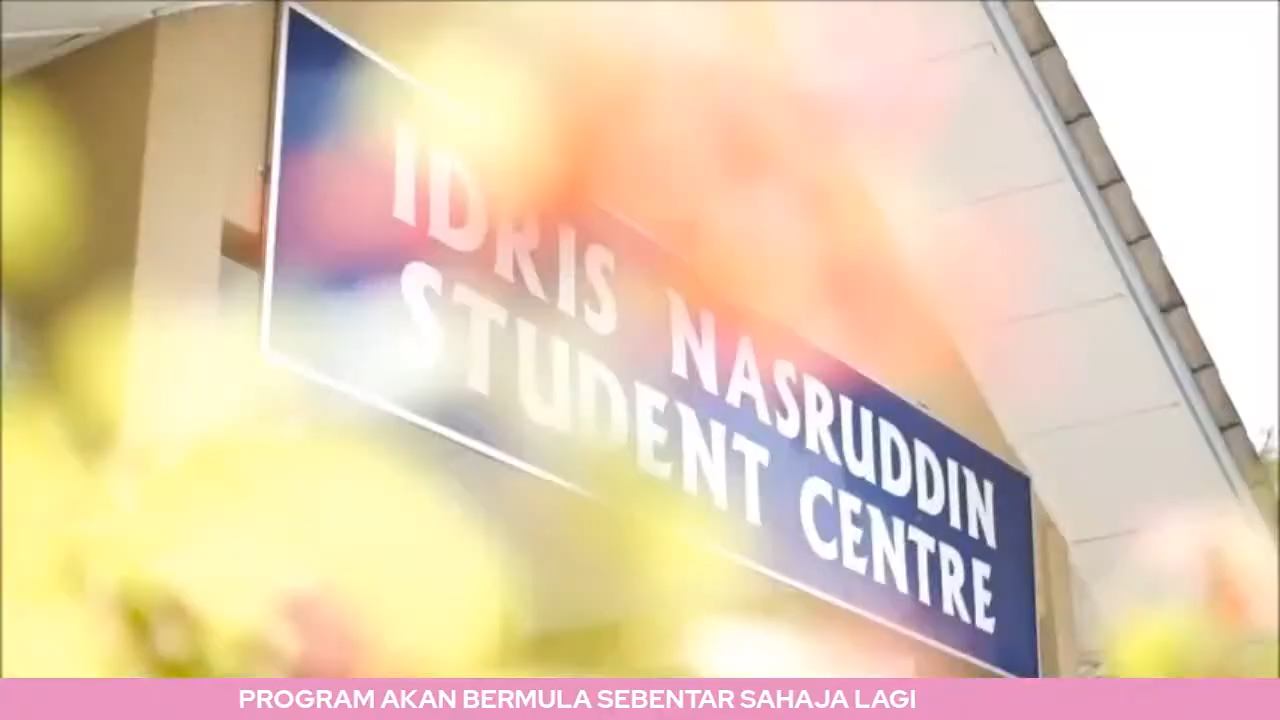 IDRIS NASRUDDIN
STUDENT CENTRE
PROGRAM AKAN BERMULA SEBENTAR SAHAJA LAGI